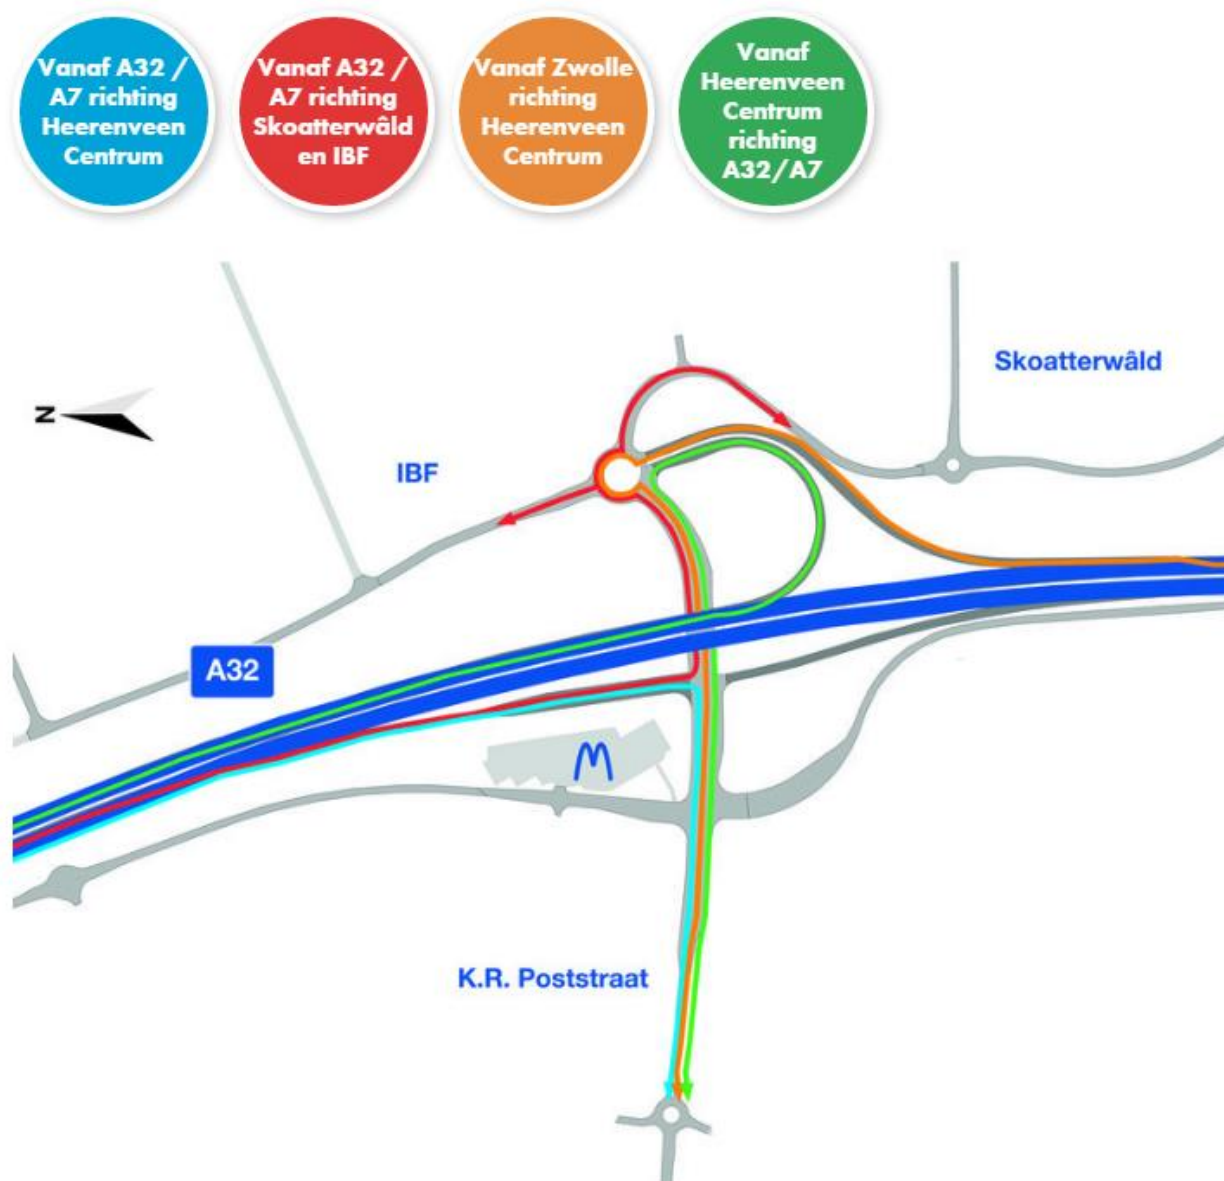 Vanaf A32 /
A7 richting
Heerenveen
Centrum
Vanaf A32 /
A7 richting
Skoatterwâld
en IBF
Vanaf Zwolle
richting
Heerenveen
Centrum
Vanaf
Heerenveen
Centrum
richting
A32/A7
Skoatterwâld
N
IBF
A32
M
K.R. Poststraat